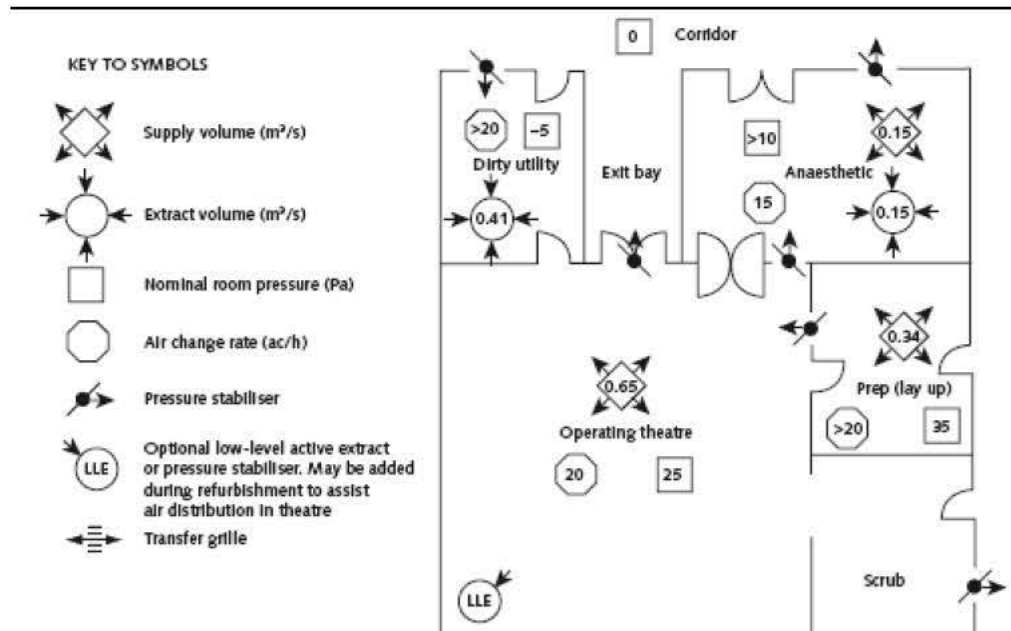 KEY TO SYMBOLS
Supply volume (m³/s)
Extract volume (m³/s)
Nominal room pressure (Pa)
Air change rate (ac/h)
Pressure stabiliser
LLE
Optional low-level active extract
or pressure stabiliser. May be added
during refurbishment to assist
air distribution in theatre
Transfer grille
0
Corridor
>20
−5
Dirty utility
0.41
Exit bay
>10
0.15
Anaesthetic
15
0.15
0.34
Prep (lay up)
>20
35
0.65
Operating theatre
20
25
LLE
Scrub